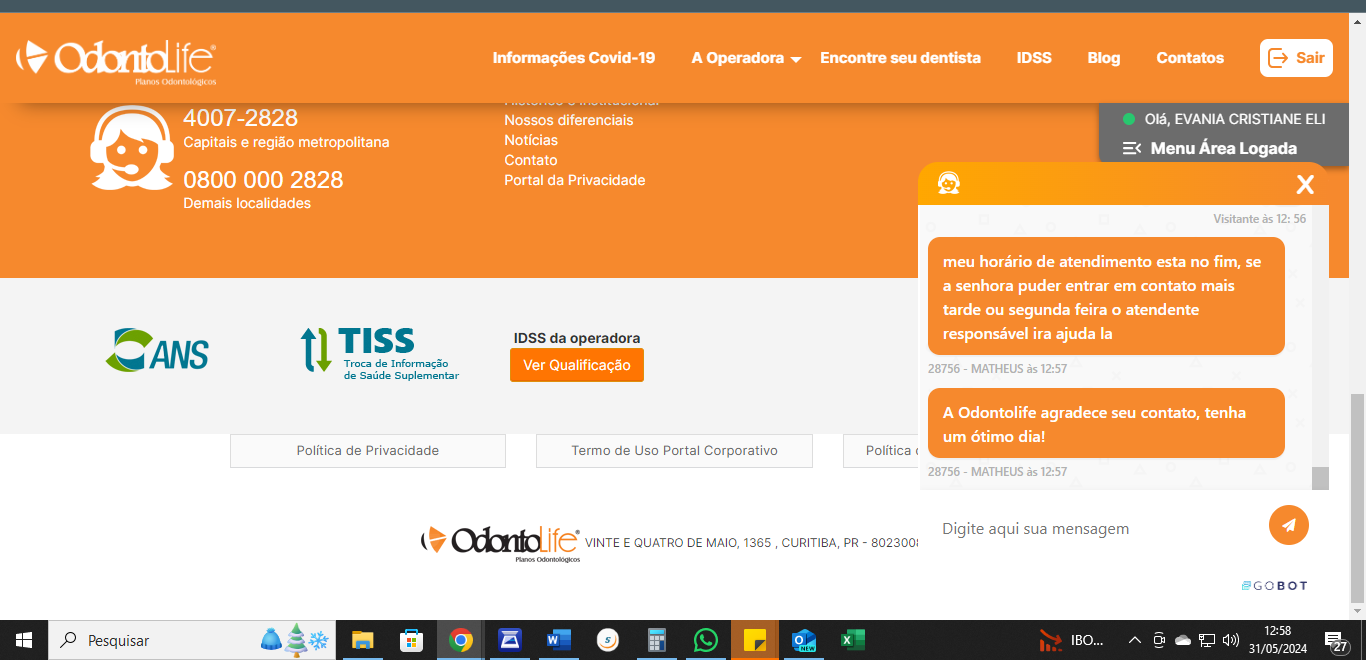 OdontoLife®
Planos Odontológicos
Informações Covid-19
A Operadora
Encontre seu dentista
IDSS
Blog
Contatos
Sair
Histórico e Institucional
4007-2828
Capitais e região metropolitana
0800 000 2828
Demais localidades
Nossos diferenciais
Notícias
Contato
Portal da Privacidade
Olá, EVANIA CRISTIANE ELI
Menu Área Logada
X
Visitante às 12: 56
meu horário de atendimento esta no fim, se
a senhora puder entrar em contato mais
tarde ou segunda feira o atendente
responsável ira ajuda la
28756 - MATHEUS às 12:57
A Odontolife agradece seu contato, tenha
um ótimo dia!
28756 - MATHEUS às 12:57
Digite aqui sua mensagem
GOBOT
ANS
TISS
Troca de Informação
de Saúde Suplementar
IDSS da operadora
Ver Qualificação
Política de Privacidade
Termo de Uso Portal Corporativo
Política
OdontoLife®
Planos Odontológicos
VINTE E QUATRO DE MAIO, 1365 , CURITIBA, PR - 8023008
Pesquisar
W
S
NEW
X
IBO...
12:58
31/05/2024
27